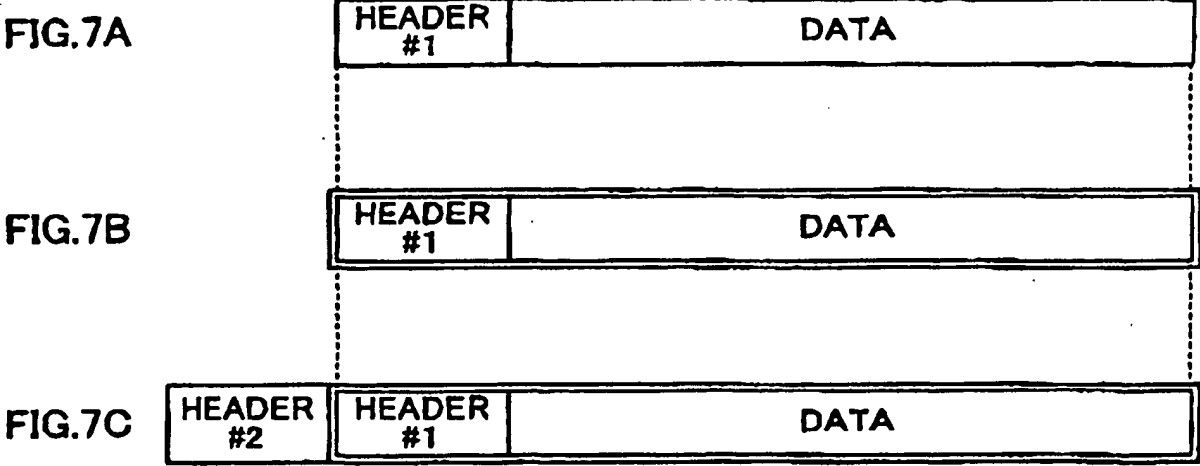 FIG.7A
HEADER
#1
DATA
FIG.7B
HEADER
#1
DATA
FIG.7C
HEADER
#2
HEADER
#1
DATA